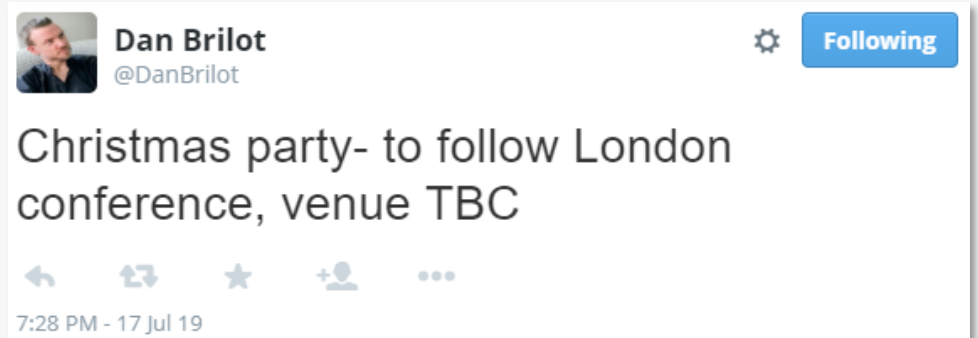 Dan Brilot
Following
@DanBrilot
Christmas party- to follow London
conference, venue TBC
7:28 PM - 17 Jul 19